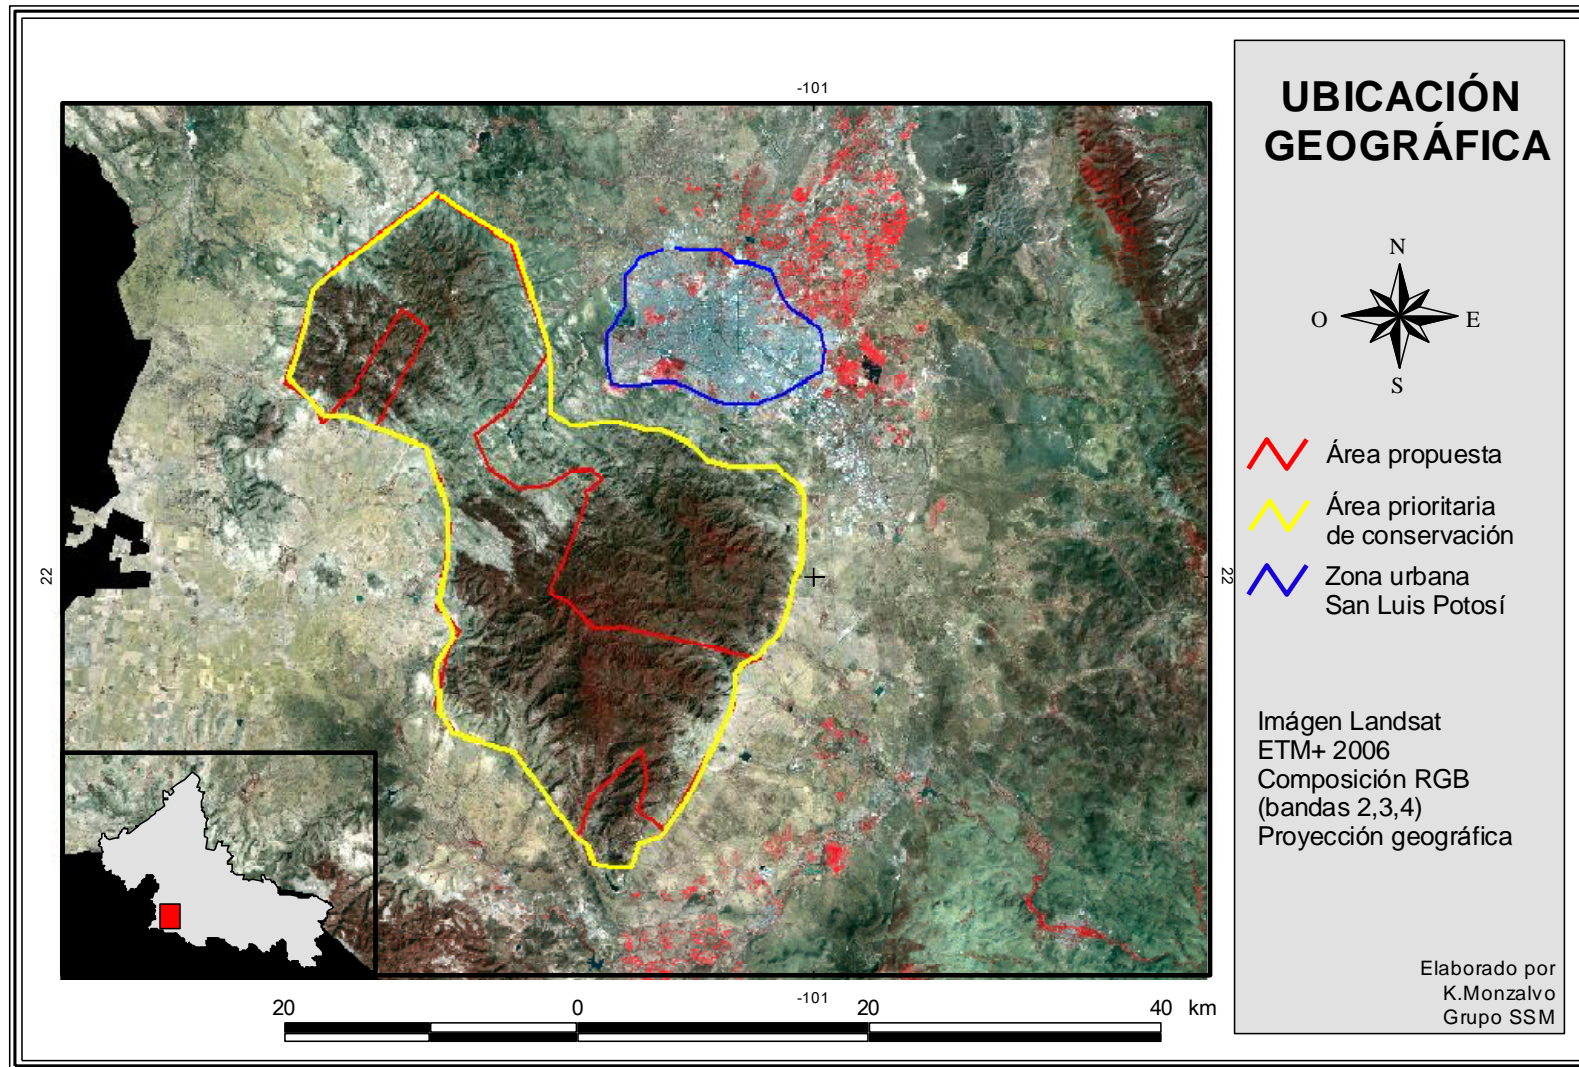 -101
22
22
-101
20 0 20 40 km
UBICACIÓN
GEOGRÁFICA
N
O E
S
Área propuesta
Área prioritaria
de conservación
Zona urbana
San Luis Potosí
Imágen Landsat
ETM+ 2006
Composición RGB
(bandas 2,3,4)
Proyección geográfica
Elaborado por
K.Monzalvo
Grupo SSM